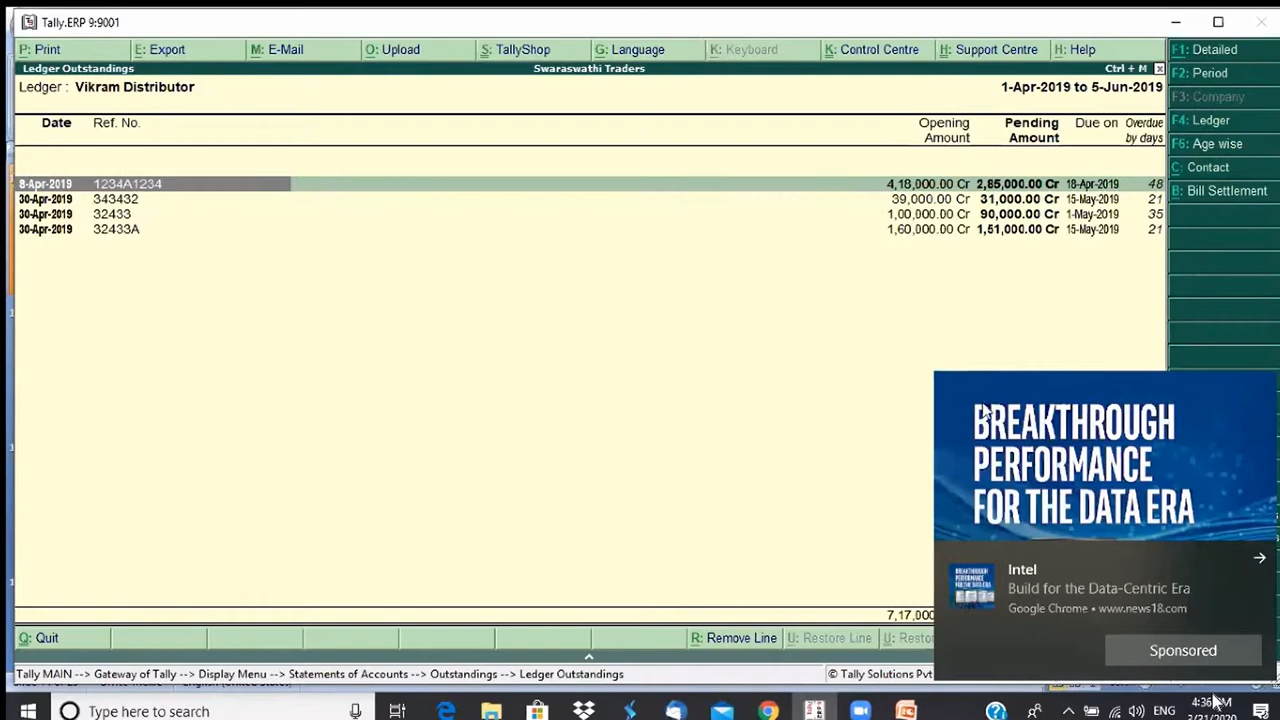 Tally.ERP 9:9001
P: Print E: Export M: E-Mail O: Upload S: TallyShop G: Language K: Keyboard K: Control Centre H: Support Centre H: Help
F1: Detailed
Ledger Outstandings Swaraswathi Traders Ctrl + M
F2: Period
Ledger : Vikram Distributor 1-Apr-2019 to 5-Jun-2019
F3: Company
F4: Ledger
Date Ref. No. Opening Pending Due on Overdue
Amount Amount by days
F6: Age wise
C: Contact
8-Apr-2019 1234A1234 4,18,000.00 Cr 2,85,000.00 Cr 18-Apr-2019 48
B: Bill Settlement
30-Apr-2019 343432 39,000.00 Cr 31,000.00 Cr 15-May-2019 21
30-Apr-2019 32433 1,00,000.00 Cr 90,000.00 Cr 1-May-2019 35
30-Apr-2019 32433A 1,60,000.00 Cr 1,51,000.00 Cr 15-May-2019 21
BREAKTHROUGH
PERFORMANCE
FOR THE DATA ERA
Intel
Build for the Data-Centric Era
Google Chrome • www.news18.com
Sponsored
7,17,000
Q: Quit R: Remove Line U: Restore Line U: Resto
Tally MAIN --> Gateway of Tally --> Display Menu --> Statements of Accounts --> Outstandings --> Ledger Outstandings © Tally Solutions Pvt
Type here to search